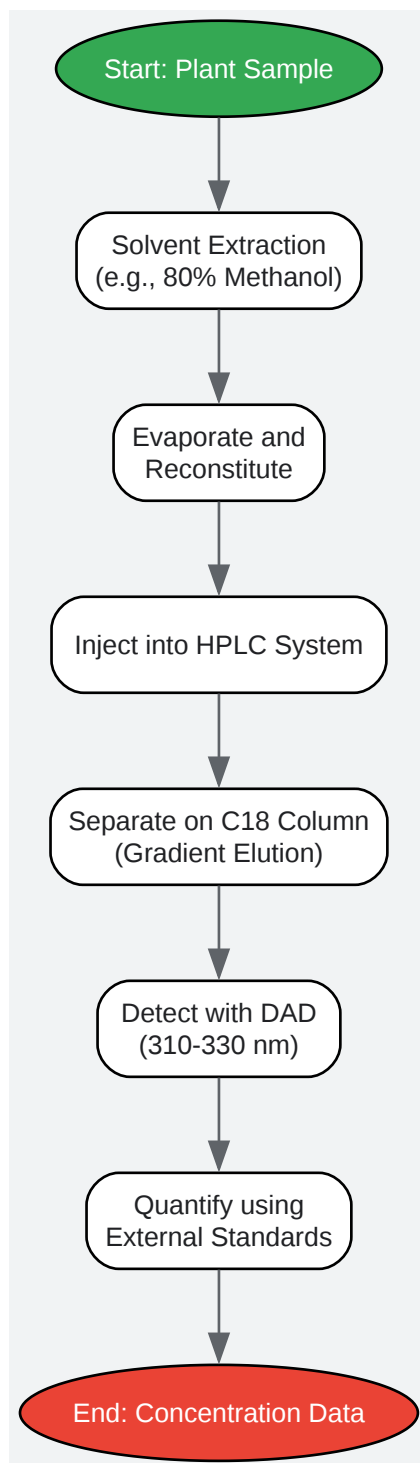 Start: Plant Sample
Solvent Extraction
(e.g., 80% Methanol)
Evaporate and
Reconstitute
Inject into HPLC System
Separate on C18 Column
(Gradient Elution)
Detect with DAD
(310-330 nm)
Quantify using
External Standards
End: Concentration Data